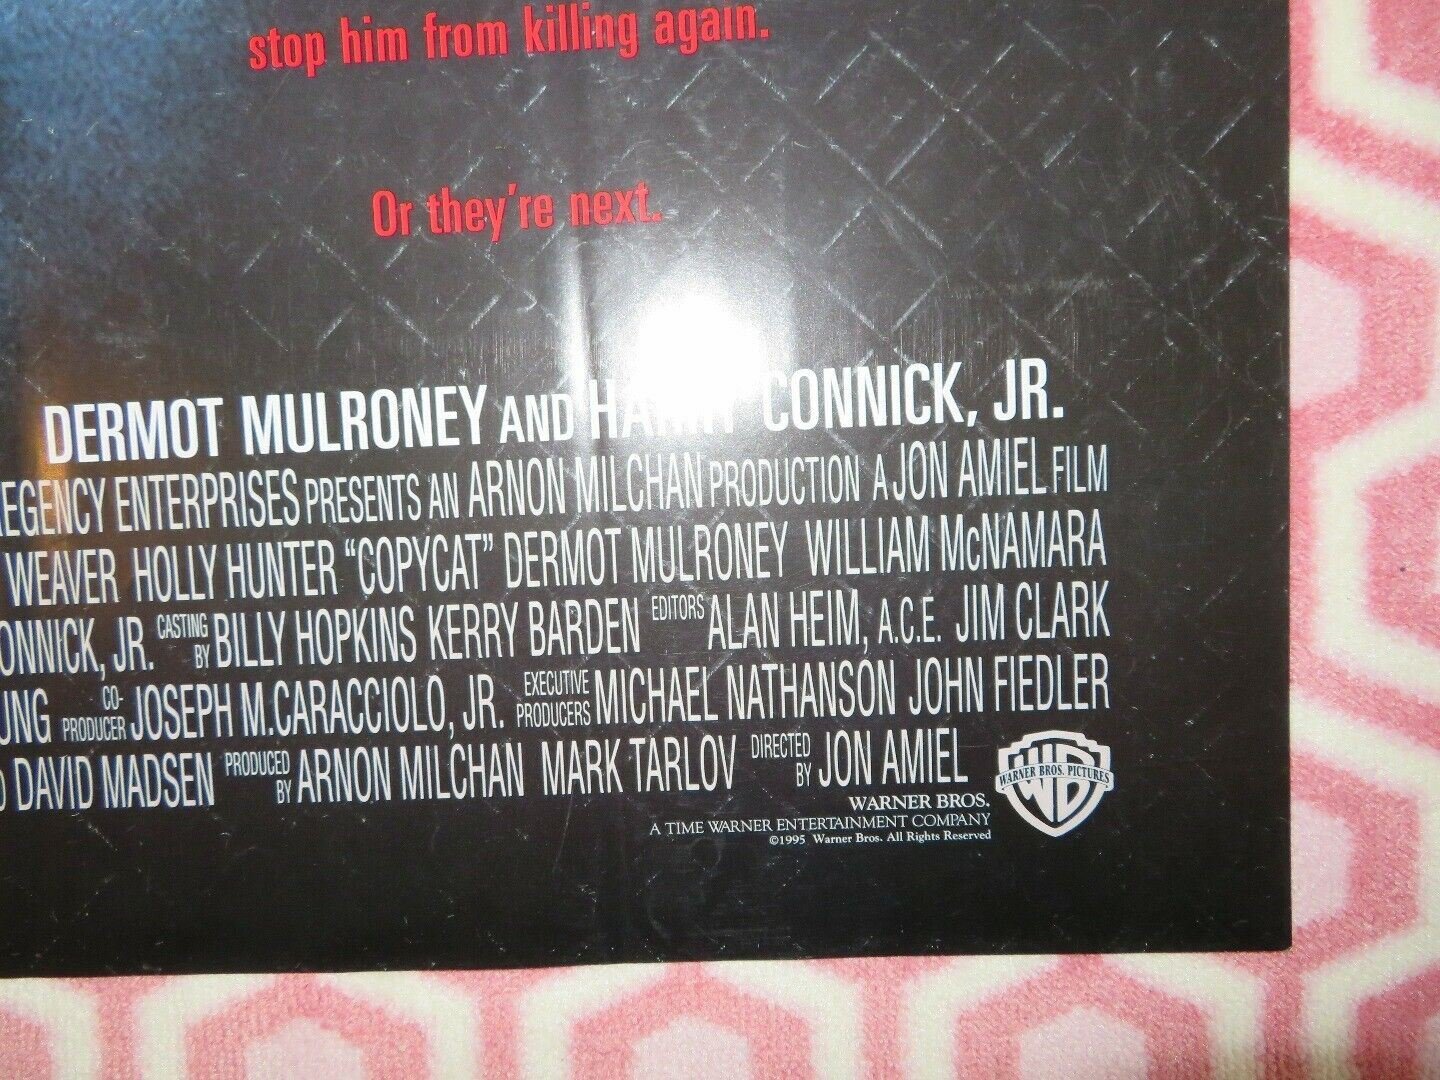 stop him from killing again.
Or they're next.
DERMOT MULRONEY AND HARRY CONNICK, JR.
EGENCY ENTERPRISES PRESENTS AN ARNON MILCHAN PRODUCTION A JON AMIEL FILM
WEAVER HOLLY HUNTER "COPYCAT" DERMOT MULRONEY WILLIAM McNAMARA
ONNICK, JR. CASTING BY BILLY HOPKINS KERRY BARDEN EDITORS ALAN HEIM, A.C.E. JIM CLARK
UNG CO-PRODUCER JOSEPH M. CARACCIOLO, JR. EXECUTIVE PRODUCERS MICHAEL NATHANSON JOHN FIEDLER
D DAVID MADSEN PRODUCED BY ARNON MILCHAN MARK TARLOV DIRECTED BY JON AMIEL
WARNER BROS. PICTURES
WARNER BROS.
A TIME WARNER ENTERTAINMENT COMPANY
©1995 Warner Bros. All Rights Reserved